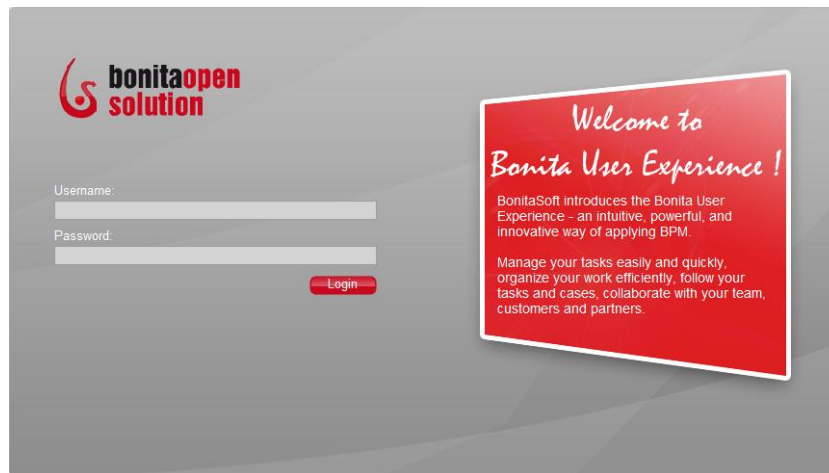 bonitaopen
solution
Username:
Password:
Login
Welcome to
Bonita User Experience !
BonitaSoft introduces the Bonita User
Experience - an intuitive, powerful, and
innovative way of applying BPM.
Manage your tasks easily and quickly,
organize your work efficiently, follow your
tasks and cases, collaborate with your team,
customers and partners.